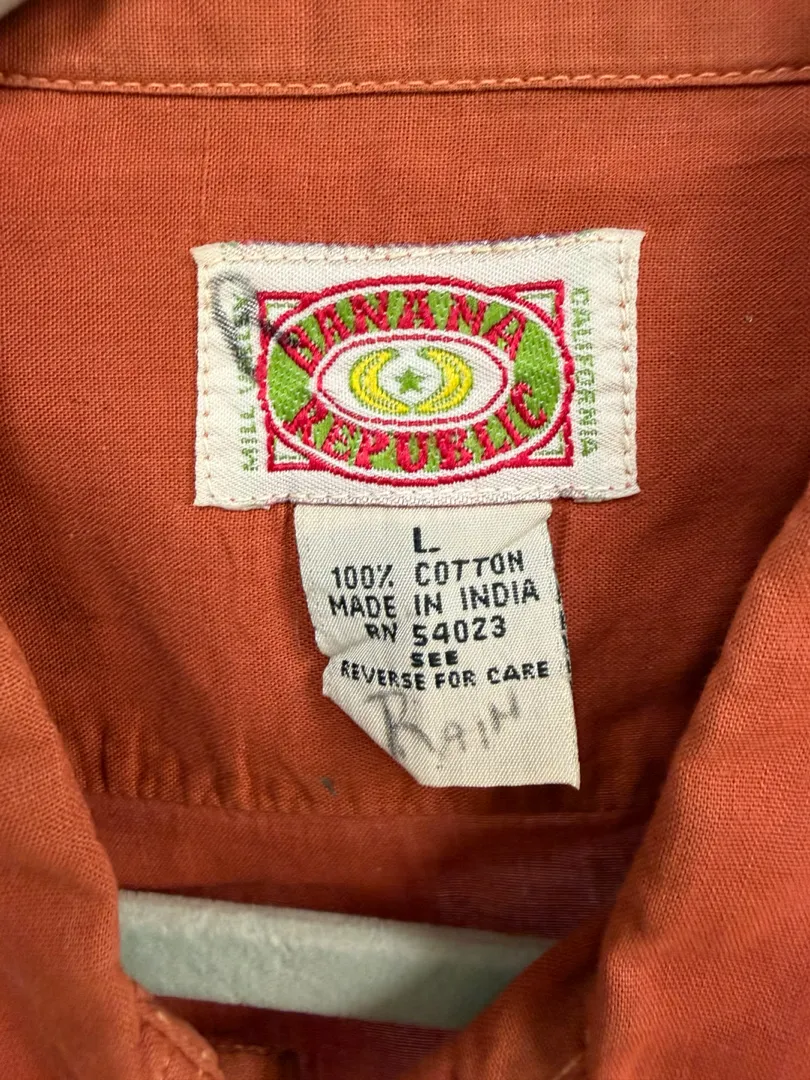 R
BANANA
REPUBLIC
MILL VALLEY
CALIFORNIA
L
100% COTTON
MADE IN INDIA
RN 54023
SEE
REVERSE FOR CARE
RAIN